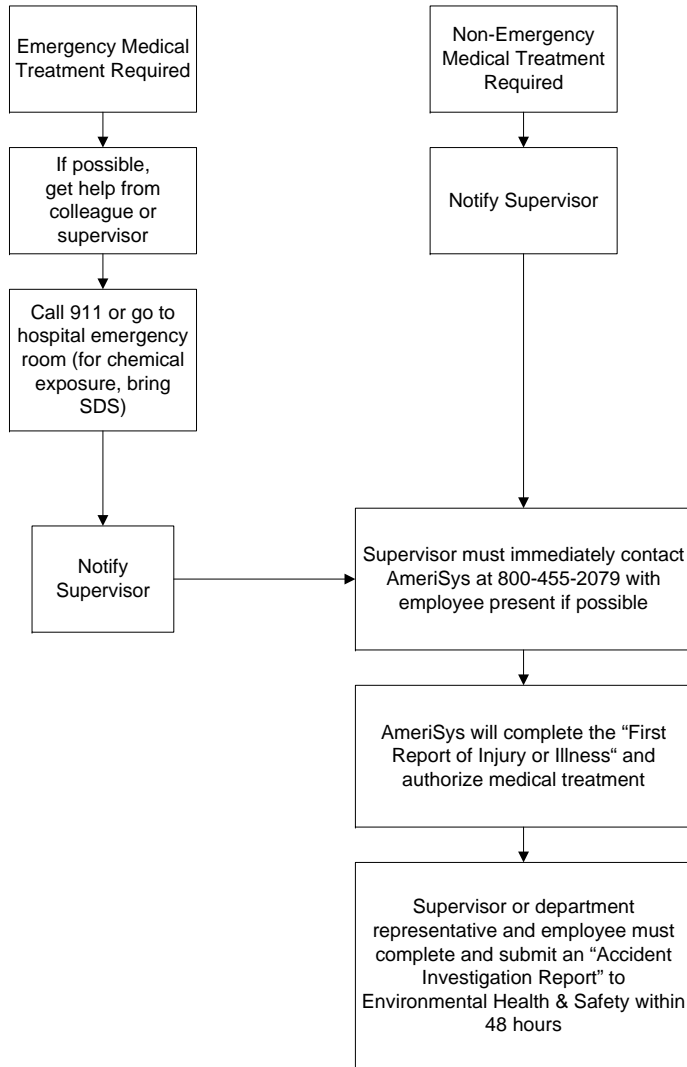 Emergency Medical
Treatment Required
Non-Emergency
Medical Treatment
Required
If possible,
get help from
colleague or
supervisor
Notify Supervisor
Call 911 or go to
hospital emergency
room (for chemical
exposure, bring
SDS)
Notify
Supervisor
Supervisor must immediately contact
AmeriSys at 800-455-2079 with
employee present if possible
AmeriSys will complete the “First
Report of Injury or Illness“ and
authorize medical treatment
Supervisor or department
representative and employee must
complete and submit an “Accident
Investigation Report” to
Environmental Health & Safety within
48 hours